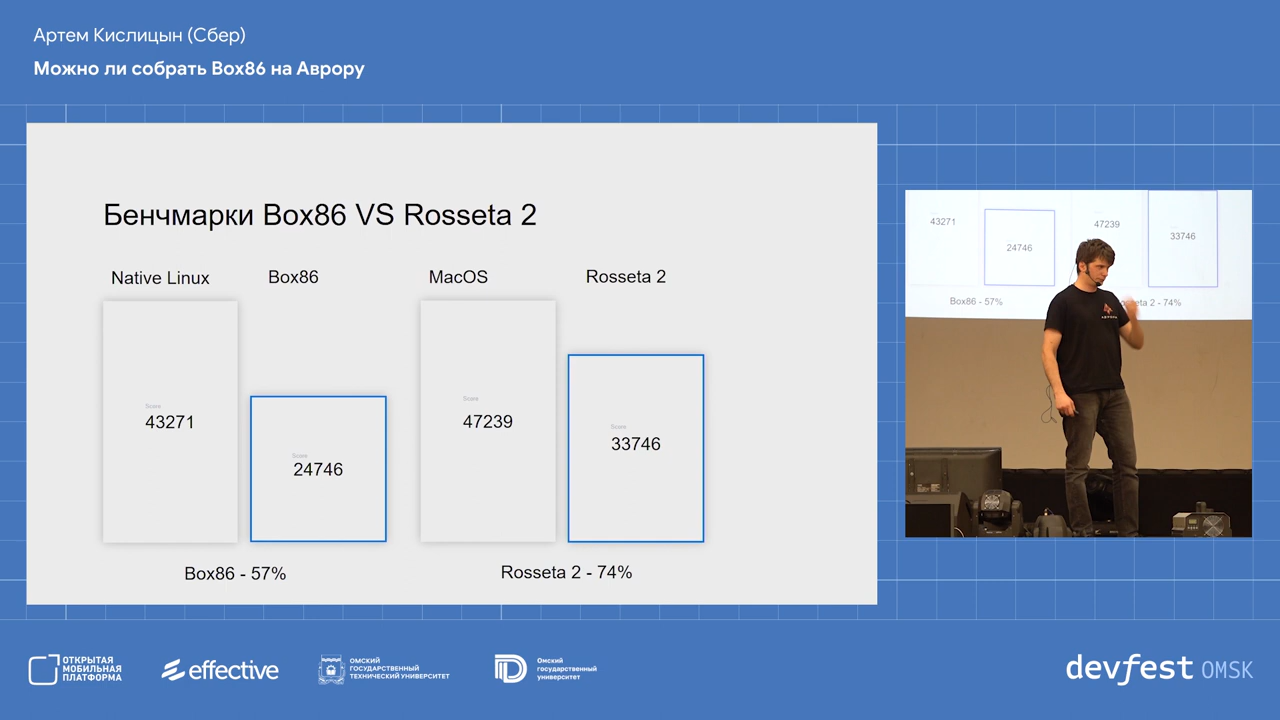 Артем Кислицын (Сбер)
Можно ли собрать Box86 на Аврору
Бенчмарки Box86 VS Rosseta 2
Native Linux
Box86
MacOS
Rosseta 2
Score
43271
Score
24746
Score
47239
Score
33746
Box86 - 57%
Rosseta 2 - 74%
43271
24746
47239
33746
Box86 - 57%
2 - 74%
ОТКРЫТАЯ
МОБИЛЬНАЯ
ПЛАТФОРМА
effective
ОМСКИЙ
ГОСУДАРСТВЕННЫЙ
ТЕХНИЧЕСКИЙ УНИВЕРСИТЕТ
Омский
государственный
университет
devfest OMSK